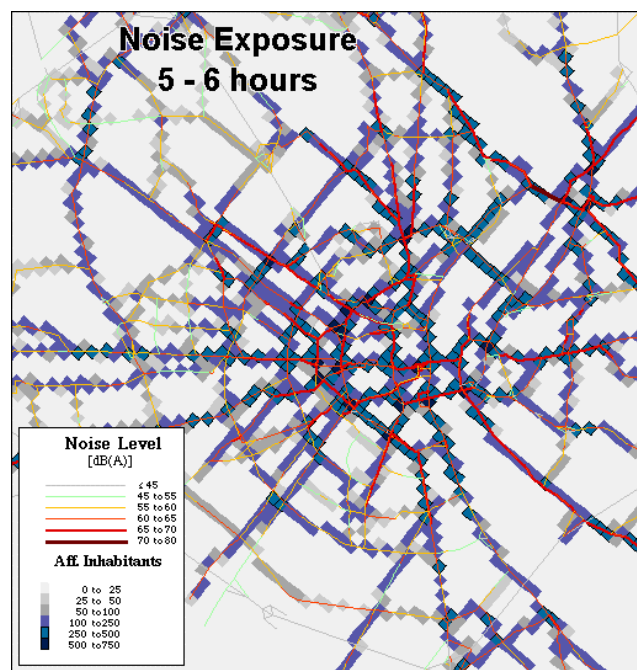 Noise Exposure
5 - 6 hours
Noise Level
[dB(A)]
≤ 45
45 to 55
55 to 60
60 to 65
65 to 70
70 to 80
Aff. Inhabitants
0 to 25
25 to 50
50 to 100
100 to 250
250 to 500
500 to 750